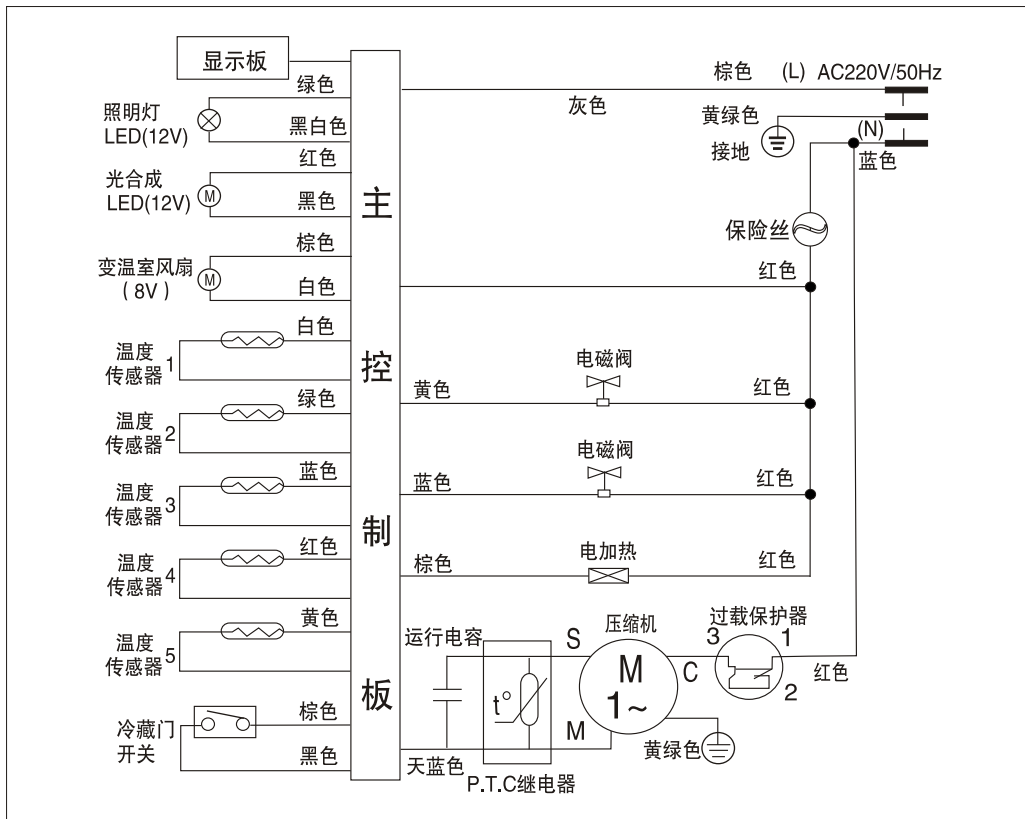 显示板
绿色
照明灯
LED(12V)
黑白色
红色
光合成
LED(12V)
M
黑色
棕色
变温室风扇
( 8V )
M
白色
白色
温度
传感器 1
绿色
温度
传感器 2
蓝色
温度
传感器 3
红色
温度
传感器 4
黄色
温度
传感器 5
棕色
冷藏门
开关
黑色
主
控
制
板
棕色 (L) AC220V/50Hz
灰色
黄绿色
接地
(N)
蓝色
保险丝
红色
电磁阀
黄色
红色
电磁阀
蓝色
红色
电加热
棕色
红色
运行电容
S
压缩机
过载保护器
3
1
2
M
1~
C
红色
t°
M
黄绿色
天蓝色
P.T.C继电器